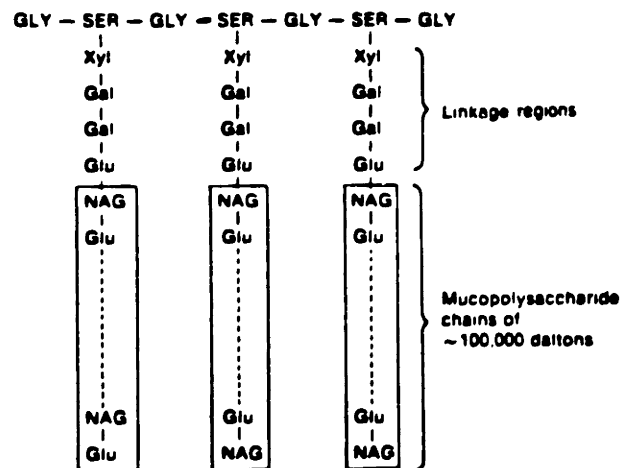 GLY – SER – GLY – SER – GLY – SER – GLY
Xyl Xyl Xyl
Gal Gal Gal
Linkage regions
Gal Gal Gal
Glu Glu Glu
NAG NAG NAG
Glu Glu Glu
Mucopolysaccharide
chains of
~100,000 daltons
NAG Glu Glu
Glu NAG NAG